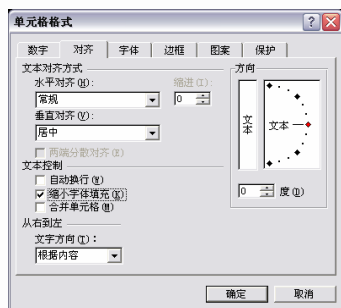 单元格格式
数字 对齐 字体 边框 图案 保护
文本对齐方式
水平对齐(H): 缩进(I):
常规 0
垂直对齐(V):
居中
两端分散对齐(E)
文本控制
自动换行(W)
缩小字体填充(K)
合并单元格(M)
从右到左
文字方向(T):
根据内容
方向
文本
文本
0 度(D)
确定 取消